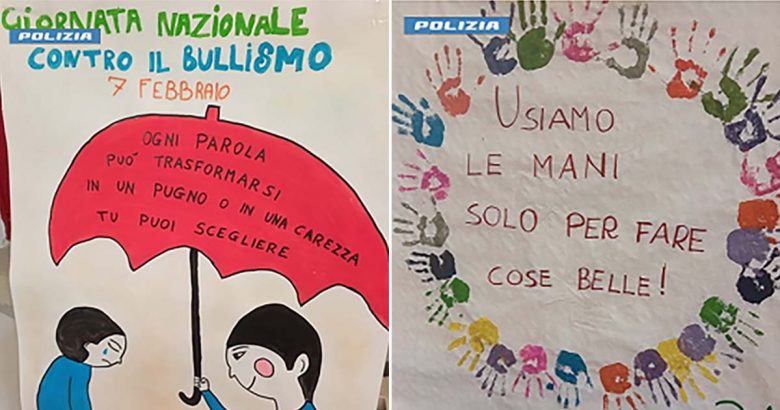 GIORNATA NAZIONALE
POLIZIA
CONTRO IL BULLISMO
7 FEBBRAIO
OGNI PAROLA
PUO' TRASFORMARSI
IN UN PUGNO O IN UNA CAREZZA
TU PUOI SCEGLIERE
POLIZIA
USIAMO
LE MANI
SOLO PER FARE
COSE BELLE!